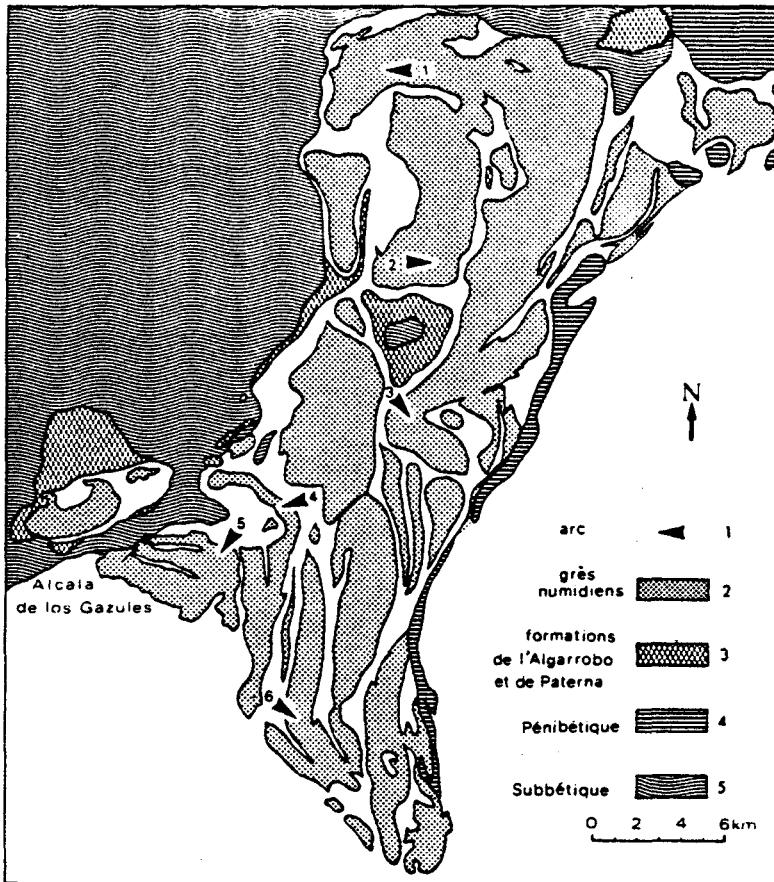 1
2
3
4
5
6
Alcala
de los Gazules
N
arc 1
grès
numidiens 2
formations
de l'Algarrobo 3
et de Paterna
Pénibétique 4
Subbétique 5
0 2 4 6km